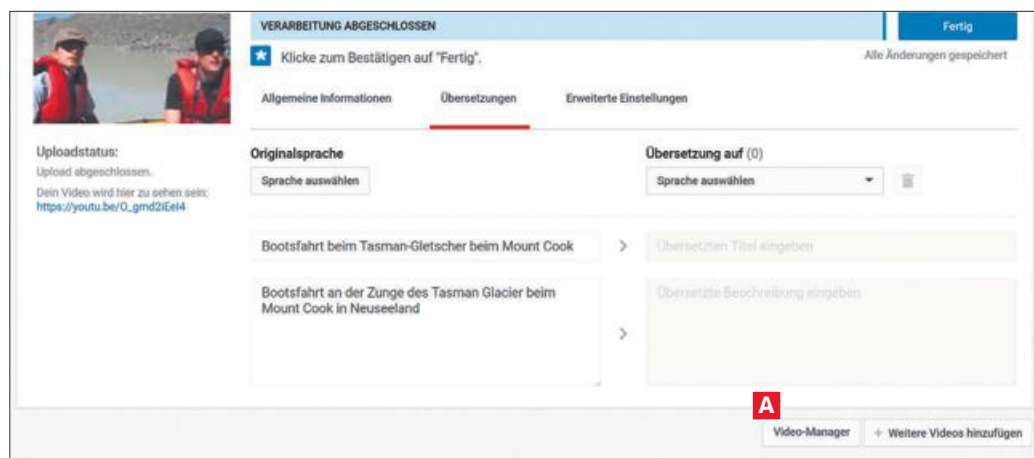 VERARBEITUNG ABGESCHLOSSEN
Fertig
Klicke zum Bestätigen auf "Fertig".
Alle Änderungen gespeichert
Allgemeine Informationen
Übersetzungen
Erweiterte Einstellungen
Uploadstatus:
Upload abgeschlossen.
Dein Video wird hier zu sehen sein:
https://youtu.be/O_gmd2iEeI4
Originalsprache
Sprache auswählen
Übersetzung auf (0)
Sprache auswählen
Bootsfahrt beim Tasman-Gletscher beim Mount Cook
Übersetzten Titel eingeben
Bootsfahrt an der Zunge des Tasman Glacier beim
Mount Cook in Neuseeland
Übersetzte Beschreibung eingeben
A
Video-Manager
+ Weitere Videos hinzufügen